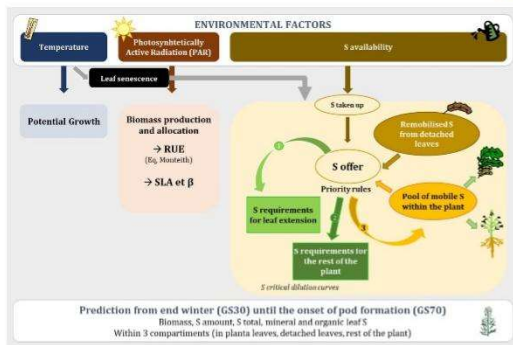 ENVIRONMENTAL FACTORS
Temperature
Photosynhtetically
Active Radiation (PAR)
S availability
Leaf senescence
Potential Growth
Biomass production
and allocation
→ RUE
(Eq. Monteith)
→ SLA et β
S taken up
Remobilised S
from detached
leaves
1
S offer
Priority rules
S requirements
for leaf extension
2
3
Pool of mobile S
within the plant
S requirements for
the rest of the
plant
S critical dilution curves
Prediction from end winter (GS30) until the onset of pod formation (GS70)
Biomass, S amount, S total, mineral and organic leaf S
Within 3 compartments (in planta leaves, detached leaves, rest of the plant)